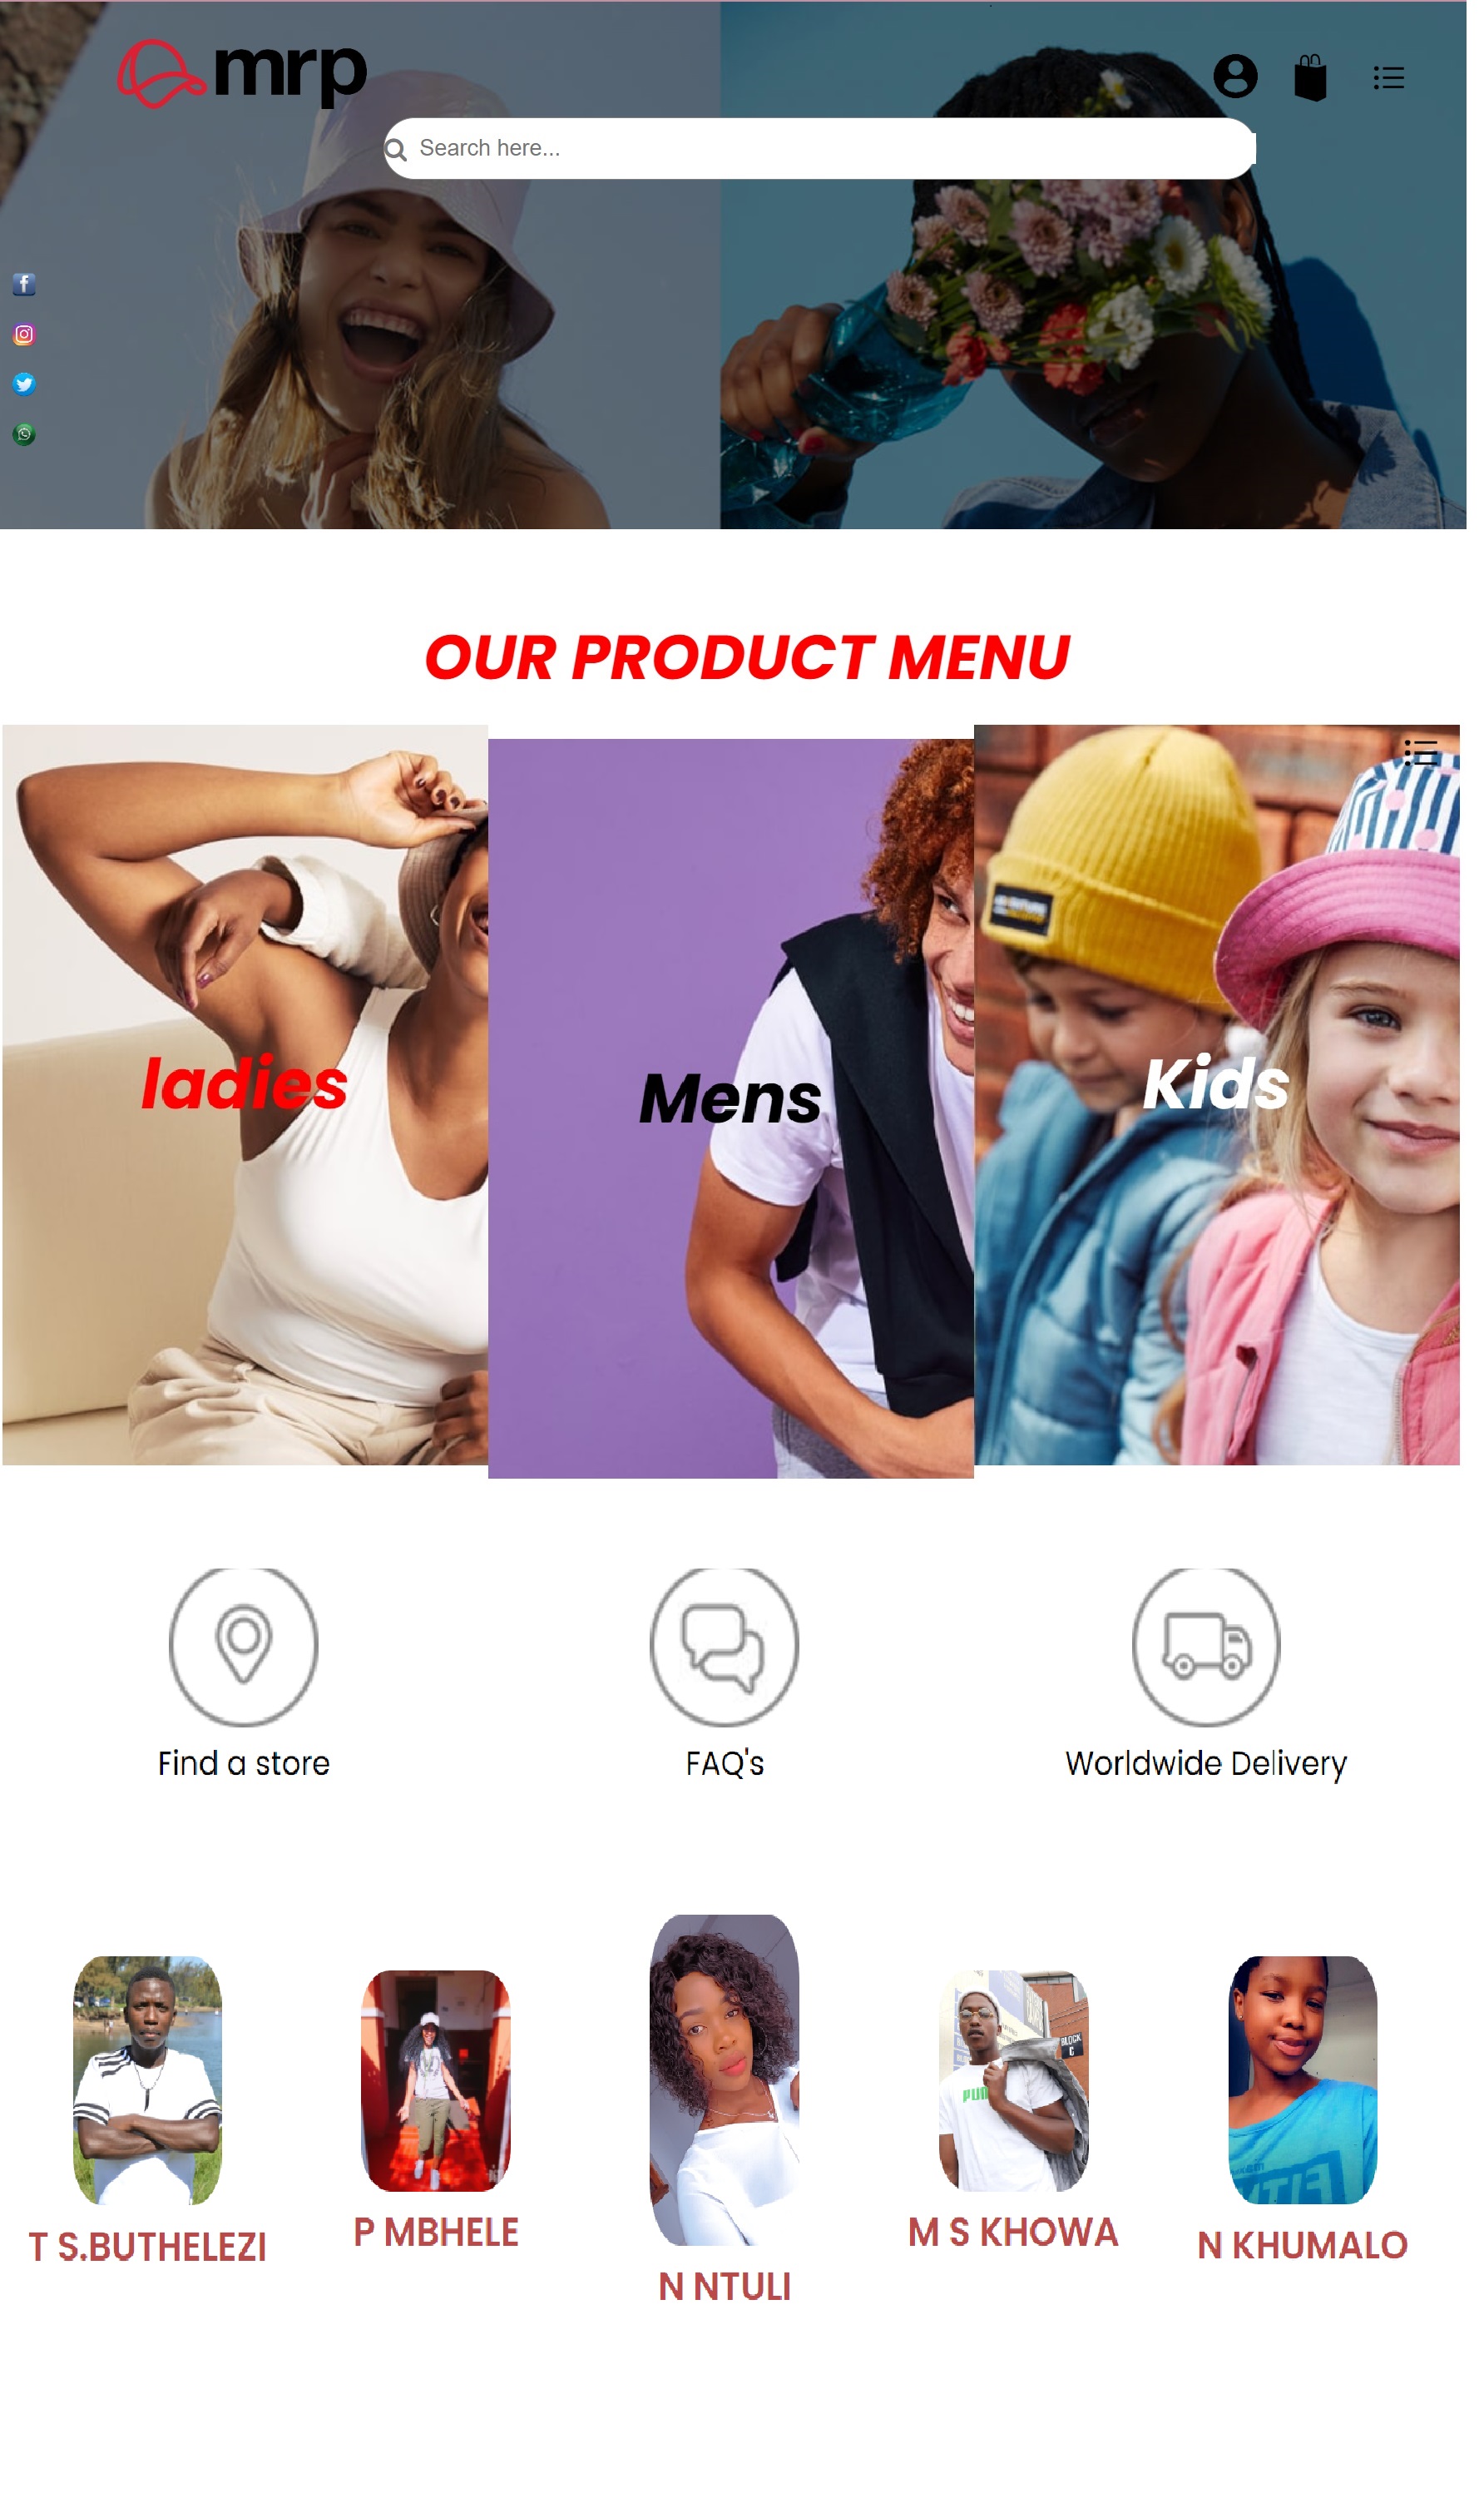 mrp
Search here...
OUR PRODUCT MENU
ladies
Mens
Kids
Find a store
FAQ's
Worldwide Delivery
BLOCK
C
T S.BUTHELEZI
P MBHELE
N NTULI
M S KHOWA
N KHUMALO